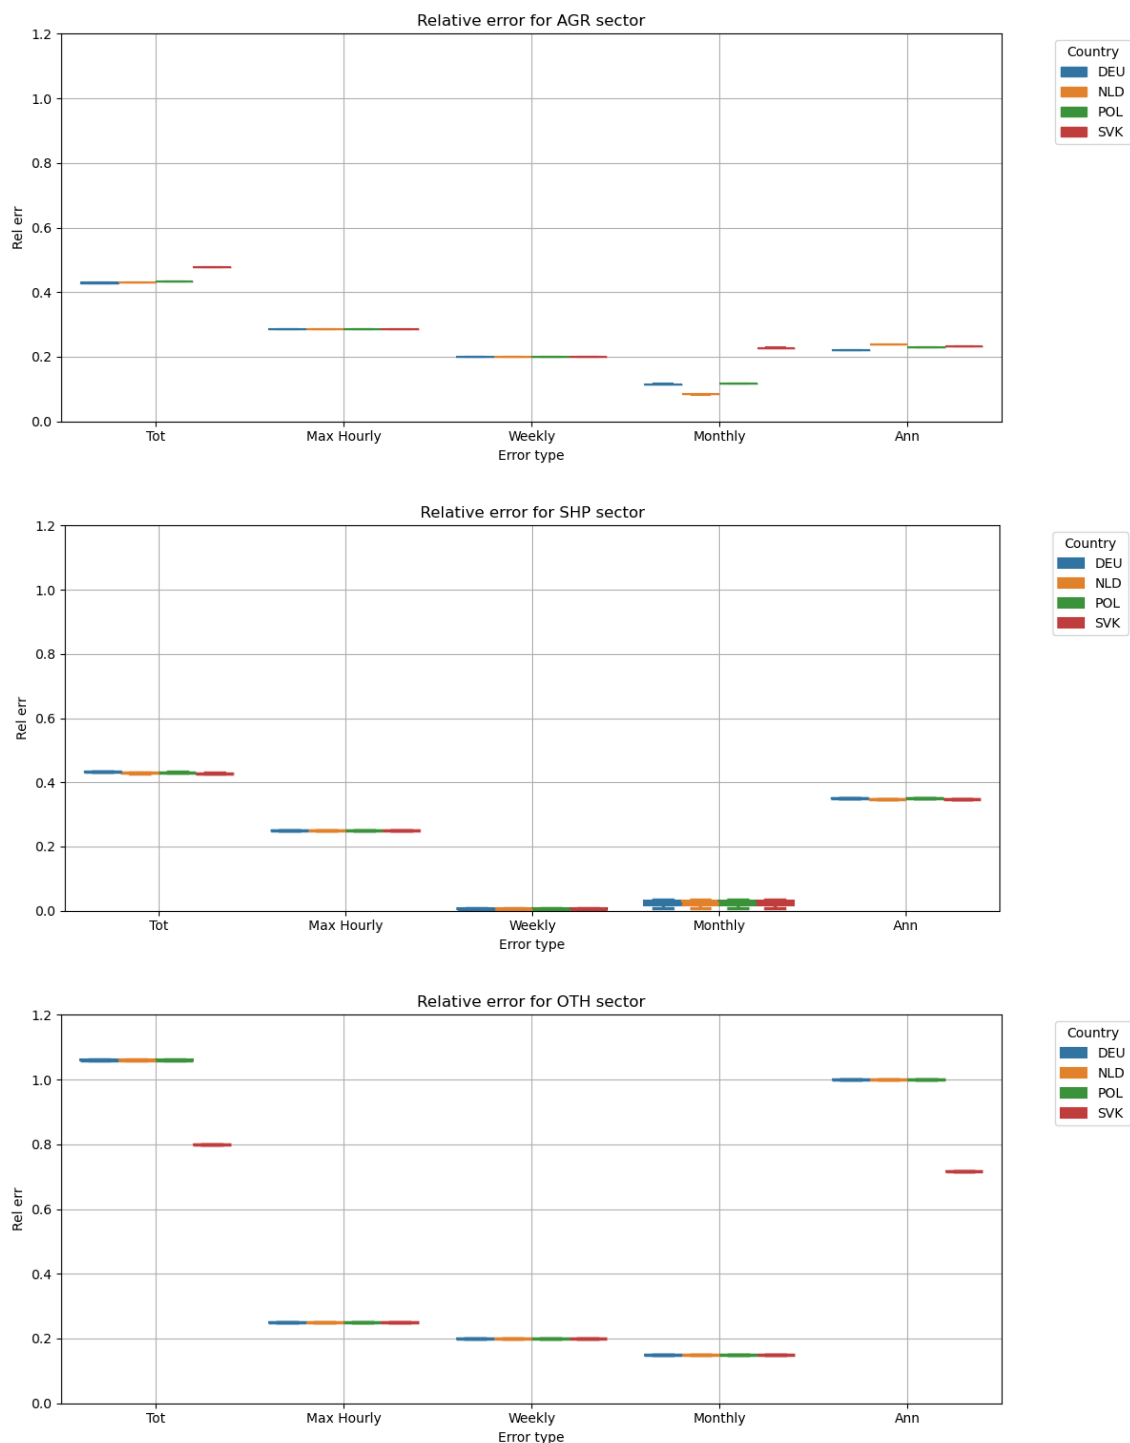 Relative error for AGR sector
1.2
1.0
0.8
0.6
0.4
0.2
0.0
Rel err
Tot Max Hourly Weekly Monthly Ann
Error type
Country
DEU
NLD
POL
SVK
Relative error for SHP sector
1.2
1.0
0.8
0.6
0.4
0.2
0.0
Rel err
Tot Max Hourly Weekly Monthly Ann
Error type
Country
DEU
NLD
POL
SVK
Relative error for OTH sector
1.2
1.0
0.8
0.6
0.4
0.2
0.0
Rel err
Tot Max Hourly Weekly Monthly Ann
Error type
Country
DEU
NLD
POL
SVK